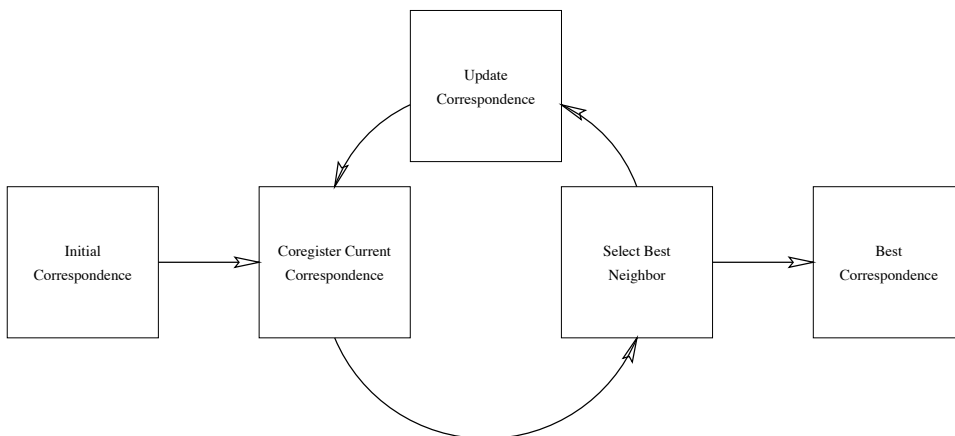 Update
Correspondence
Initial
Correspondence
Coregister Current
Correspondence
Select Best
Neighbor
Best
Correspondence